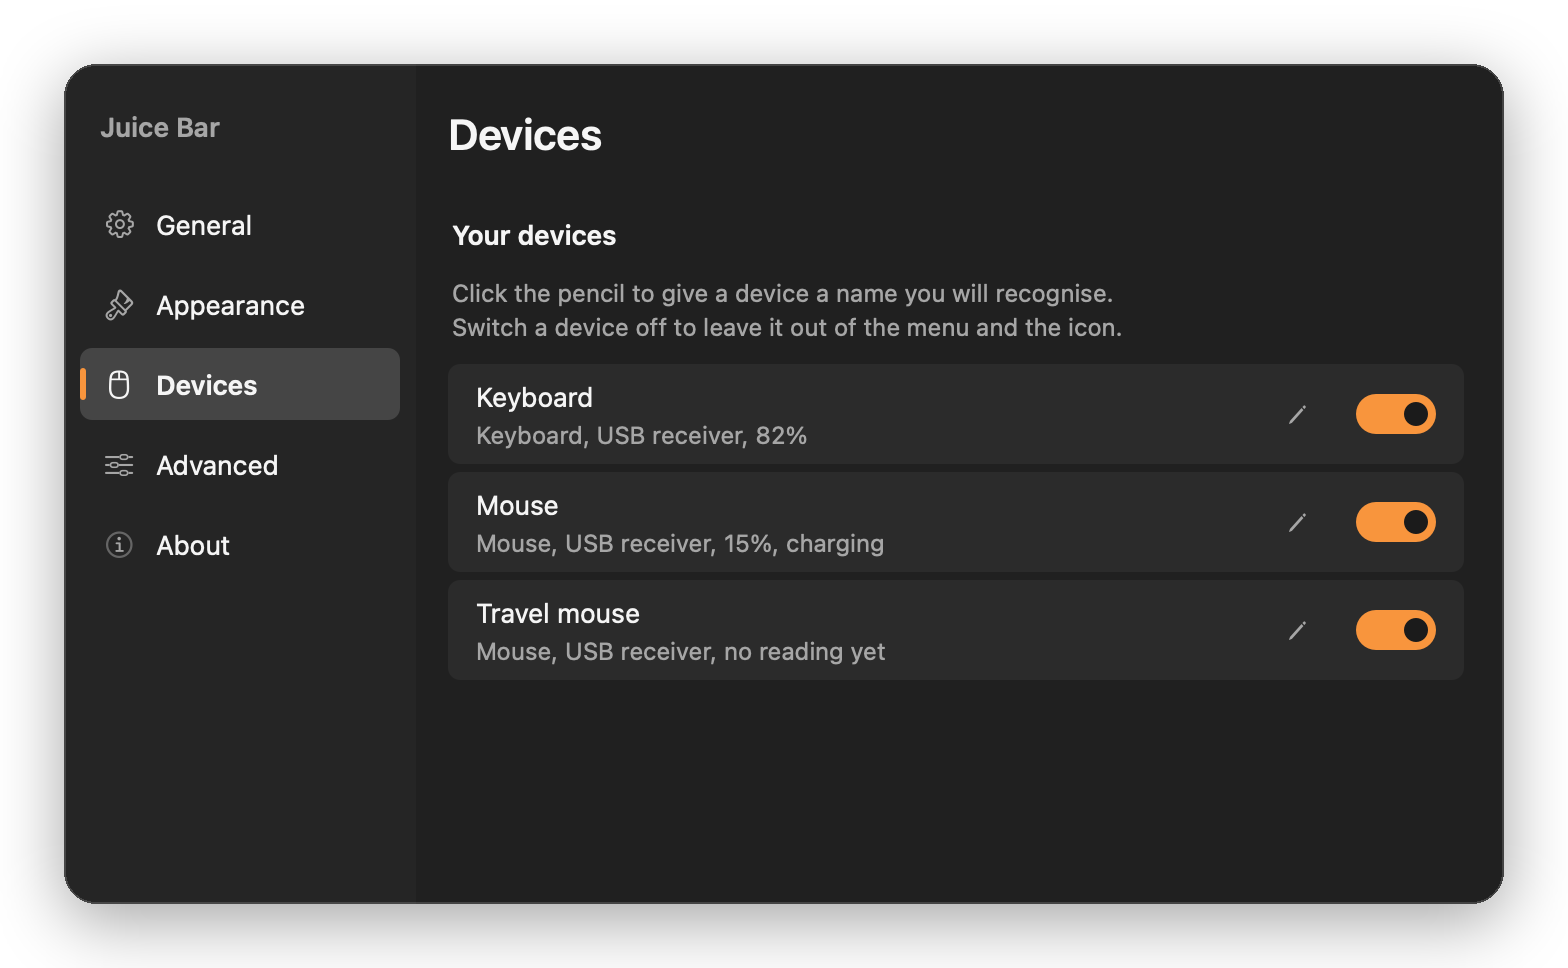 Juice Bar
General
Appearance
Devices
Advanced
About
Devices
Your devices
Click the pencil to give a device a name you will recognise.
Switch a device off to leave it out of the menu and the icon.
Keyboard
Keyboard, USB receiver, 82%
Mouse
Mouse, USB receiver, 15%, charging
Travel mouse
Mouse, USB receiver, no reading yet